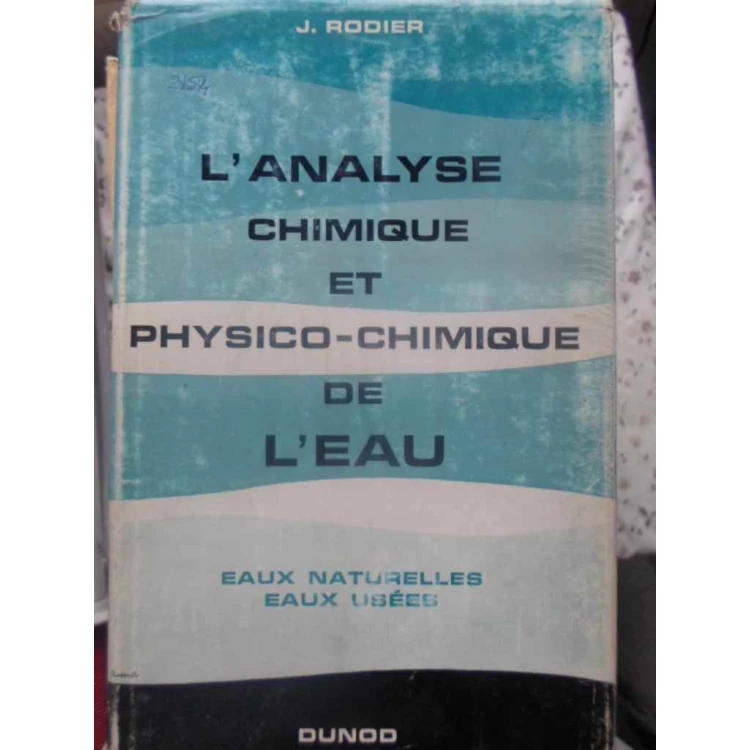 J. RODIER
L'ANALYSE
CHIMIQUE
ET
PHYSICO-CHIMIQUE
DE
L'EAU
EAUX NATURELLES
EAUX USÉES
DUNOD